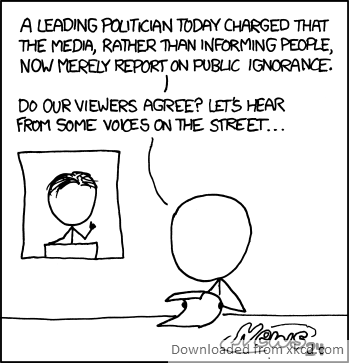 A LEADING POLITICIAN TODAY CHARGED THAT
THE MEDIA, RATHER THAN INFORMING PEOPLE,
NOW MERELY REPORT ON PUBLIC IGNORANCE.
DO OUR VIEWERS AGREE? LET'S HEAR
FROM SOME VOICES ON THE STREET...
News
Downloaded from xkcd.com